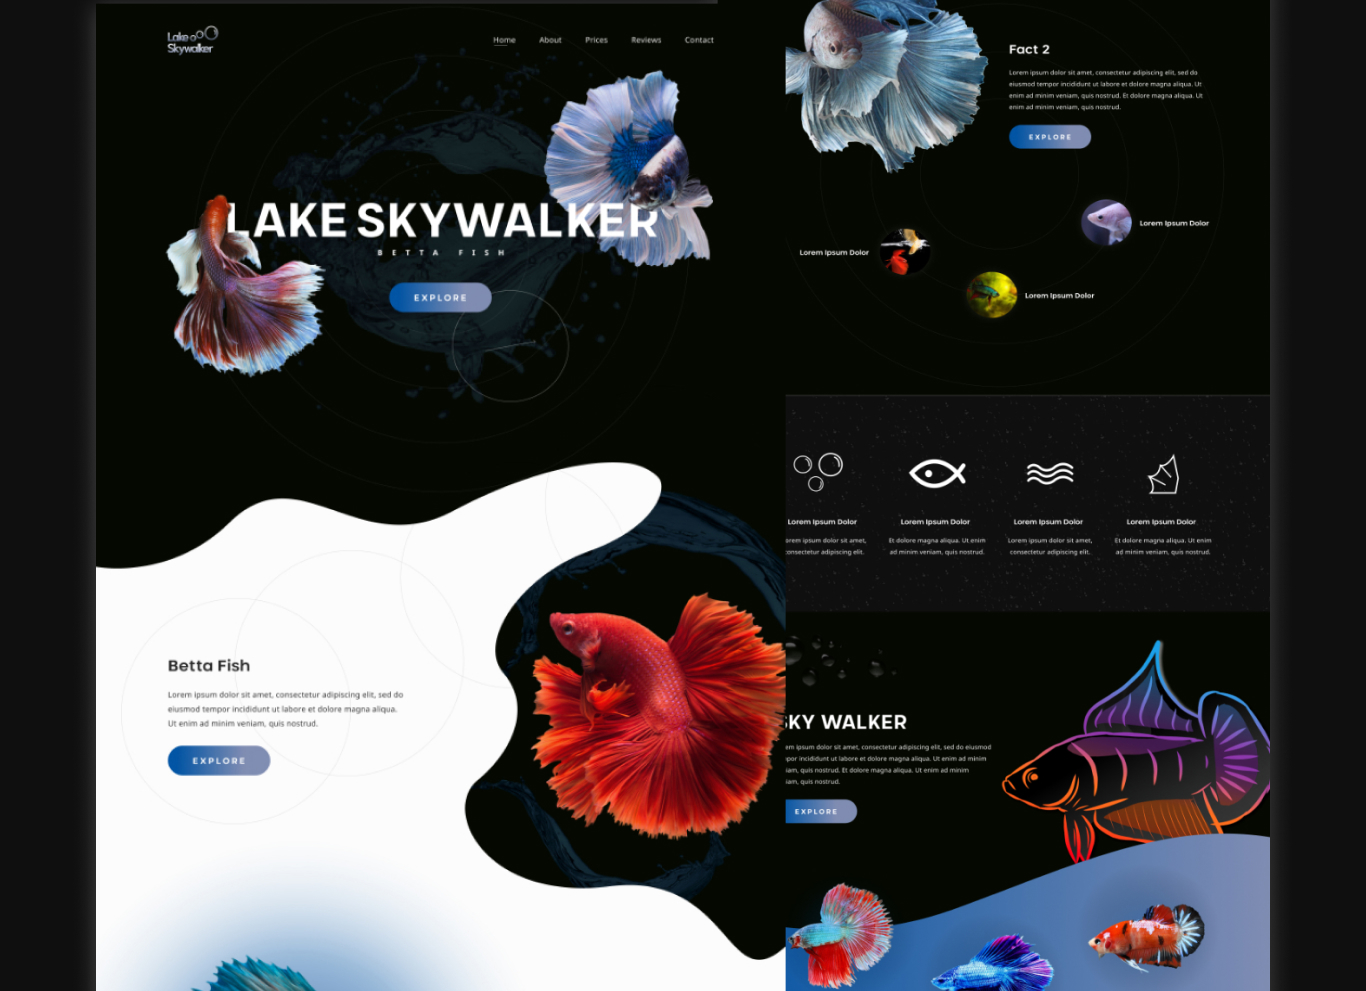 Lake
Skywalker
Home
About
Prices
Reviews
Contact
LAKE SKYWALKER
BETTA FISH
EXPLORE
Betta Fish
Lorem ipsum dolor sit amet, consectetur adipiscing elit, sed do
eiusmod tempor incididunt ut labore et dolore magna aliqua.
Ut enim ad minim veniam, quis nostrud.
EXPLORE
Fact 2
Lorem ipsum dolor sit amet, consectetur adipiscing elit, sed do
eiusmod tempor incididunt ut labore et dolore magna aliqua. Ut
enim ad minim veniam, quis nostrud. Et dolore magna aliqua. Ut
enim ad minim veniam, quis nostrud.
EXPLORE
Lorem Ipsum Dolor
Lorem Ipsum Dolor
Lorem Ipsum Dolor
Lorem Ipsum Dolor
orem ipsum dolor sit amet,
consectetur adipiscing elit.
Lorem Ipsum Dolor
Et dolore magna aliqua. Ut enim
ad minim veniam, quis nostrud.
Lorem Ipsum Dolor
Lorem ipsum dolor sit amet,
consectetur adipiscing elit.
Lorem Ipsum Dolor
Et dolore magna aliqua. Ut enim
ad minim veniam, quis nostrud.
SKY WALKER
em ipsum dolor sit amet, consectetur adipiscing elit, sed do eiusmod
por incididunt ut labore et dolore magna aliqua. Ut enim ad minim
iam, quis nostrud. Et dolore magna aliqua. Ut enim ad minim
iam, quis nostrud.
EXPLORE